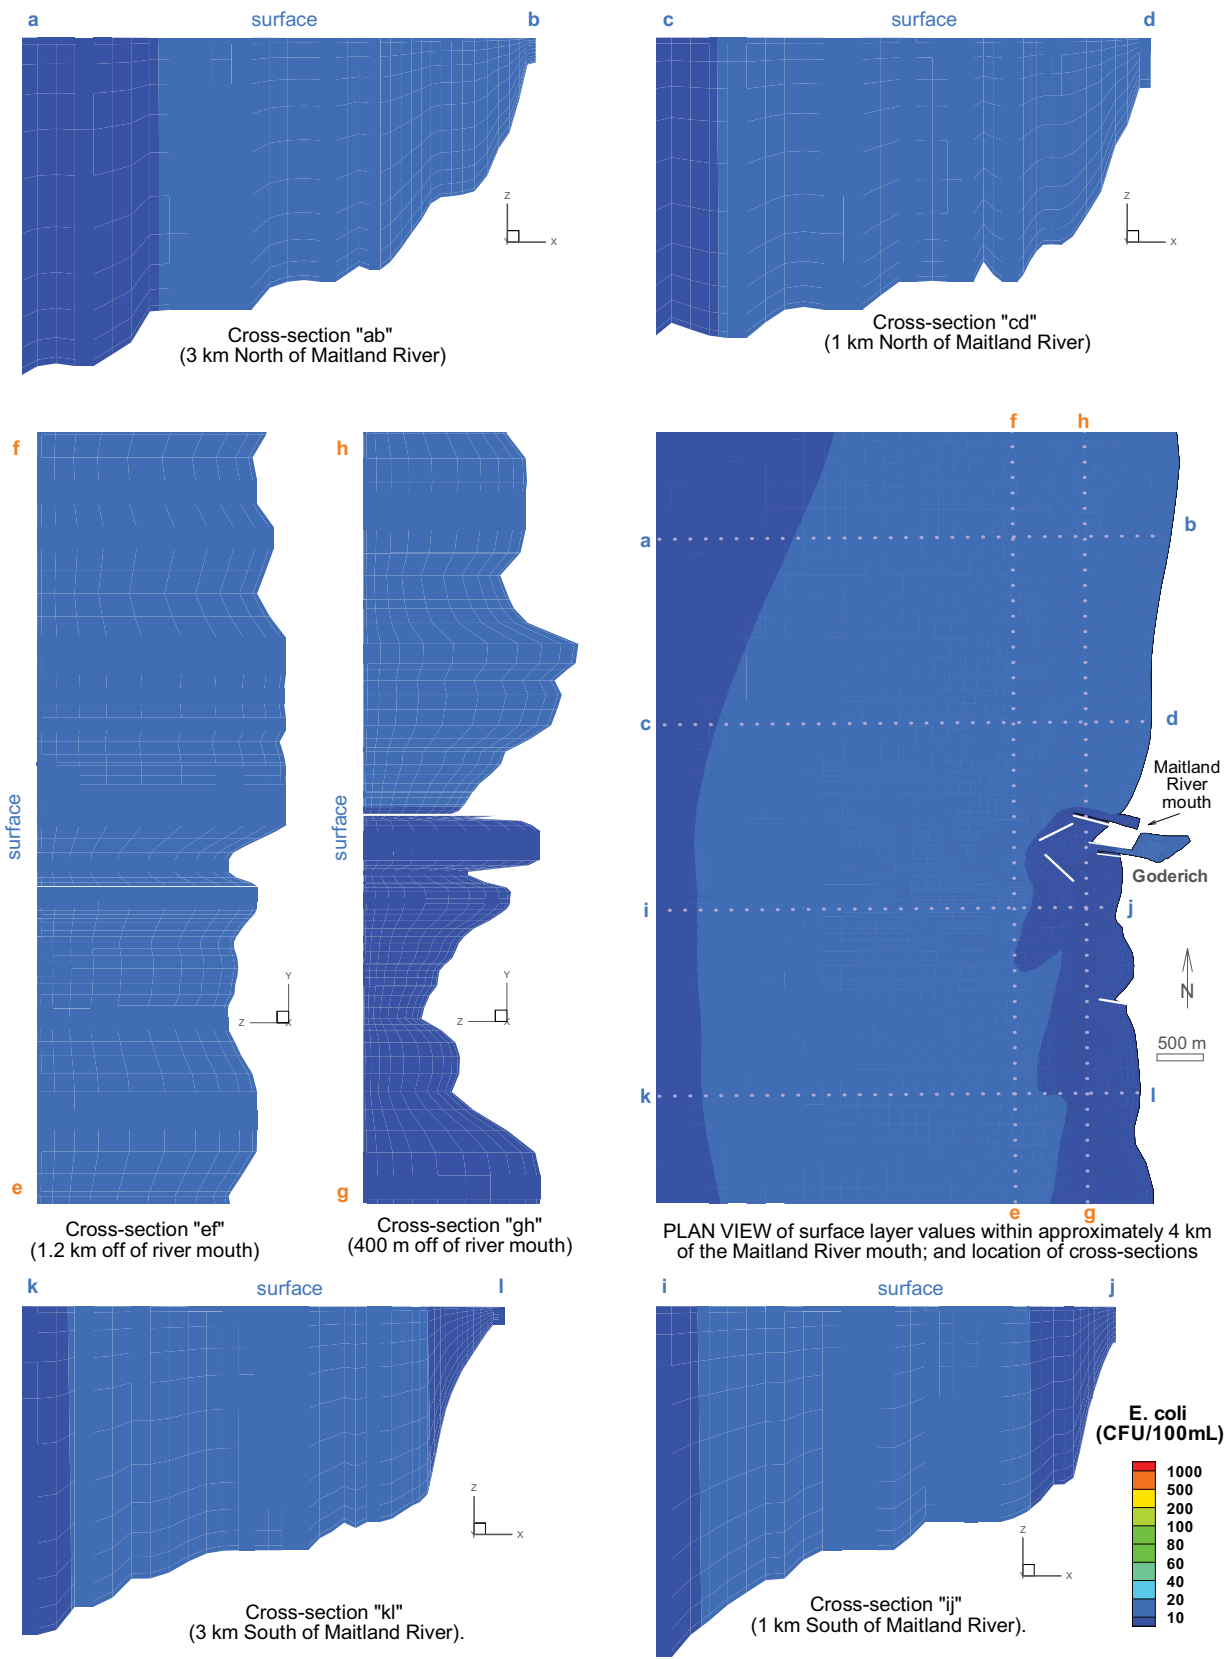 a surface b
c surface d
Z
X
Y
Z
X
Y
Cross-section "ab"
(3 km North of Maitland River)
Cross-section "cd"
(1 km North of Maitland River)
f
h
f h
surface
surface
a
b
c
d
Maitland
River
mouth
Goderich
i
j
N
500 m
k
l
Y
Z
X
Y
Z
X
e
g
e g
Cross-section "ef"
(1.2 km off of river mouth)
Cross-section "gh"
(400 m off of river mouth)
PLAN VIEW of surface layer values within approximately 4 km
of the Maitland River mouth; and location of cross-sections
k surface l
i surface j
Z
X
Y
Z
X
Y
Cross-section "kl"
(3 km South of Maitland River).
Cross-section "ij"
(1 km South of Maitland River).
E. coli
(CFU/100mL)
1000
500
200
100
80
60
40
20
10